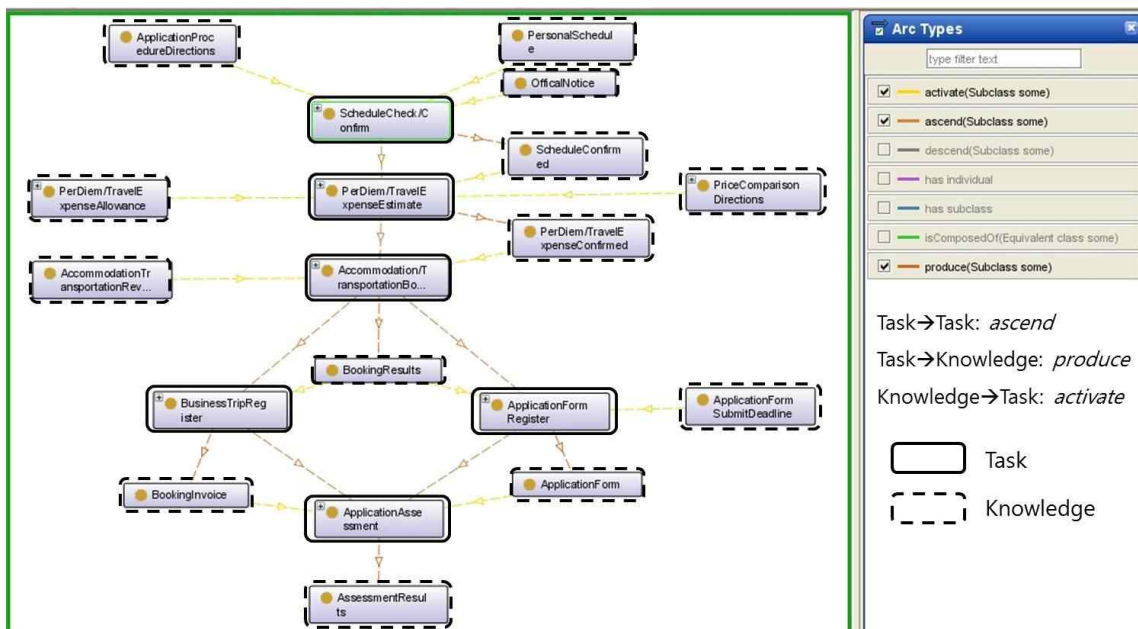 ApplicationProc
edureDirections
PersonalSchedul
e
OfficalNotice
ScheduleCheck/C
onfirm
ScheduleConfirm
ed
PerDiem/TravelE
xpenseAllowance
PerDiem/TravelE
xpenseEstimate
PriceComparison
Directions
PerDiem/TravelE
xpenseConfirmed
AccommodationTr
ansportationRev...
Accommodation/T
ransportationBo...
BookingResults
BusinessTripReg
ister
ApplicationForm
Register
ApplicationForm
SubmitDeadline
BookingInvoice
ApplicationForm
ApplicationAsse
ssment
AssessmentResul
ts
Arc Types
type filter text
activate(Subclass some)
ascend(Subclass some)
descend(Subclass some)
has individual
has subclass
isComposedOf(Equivalent class some)
produce(Subclass some)
Task→Task: ascend
Task→Knowledge: produce
Knowledge→Task: activate
Task
Knowledge